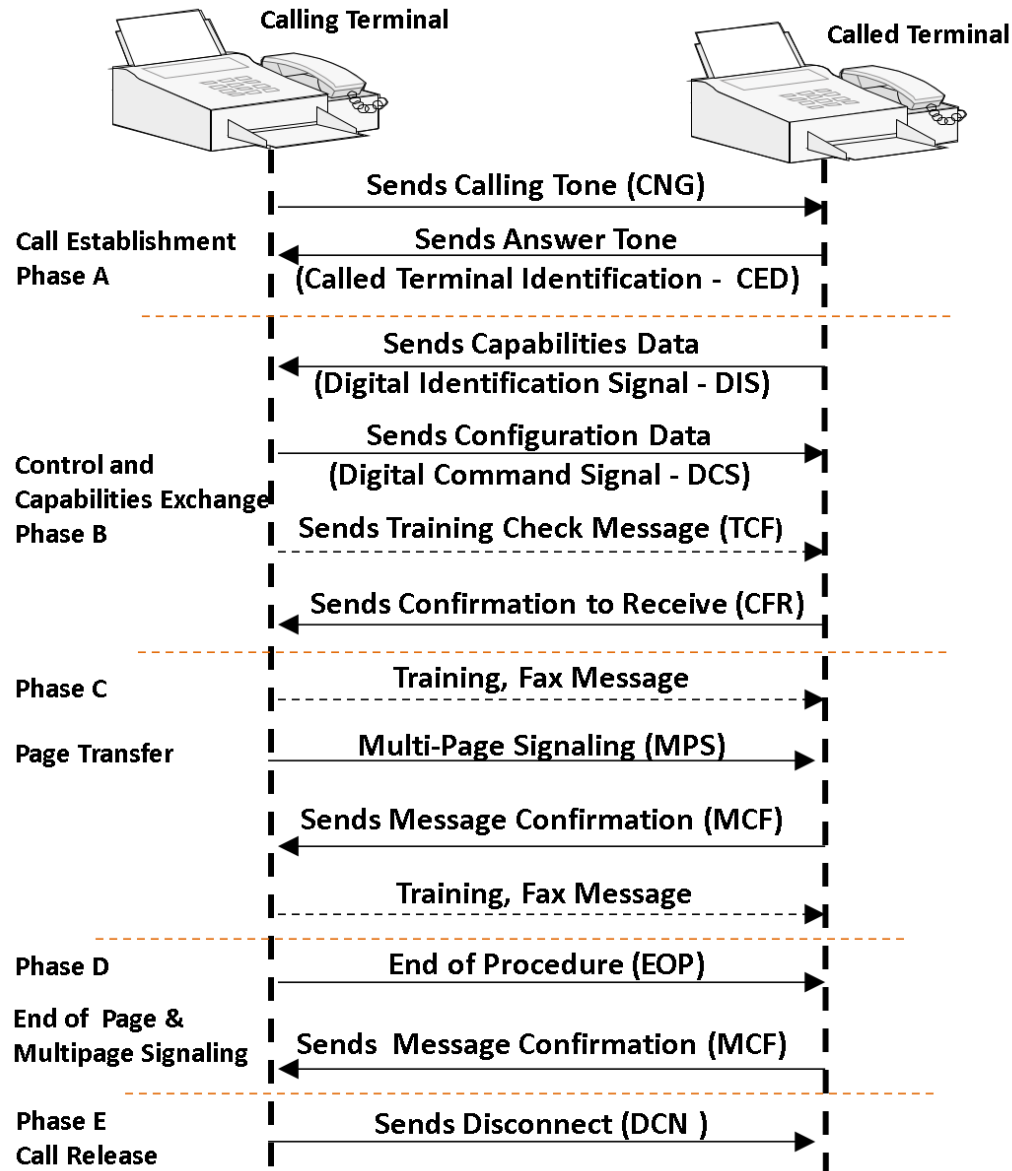 Calling Terminal
Called Terminal
Sends Calling Tone (CNG)
Call Establishment
Phase A
Sends Answer Tone
(Called Terminal Identification - CED)
Sends Capabilities Data
(Digital Identification Signal - DIS)
Sends Configuration Data
(Digital Command Signal - DCS)
Control and
Capabilities Exchange
Phase B
Sends Training Check Message (TCF)
Sends Confirmation to Receive (CFR)
Phase C
Training, Fax Message
Page Transfer
Multi-Page Signaling (MPS)
Sends Message Confirmation (MCF)
Training, Fax Message
Phase D
End of Procedure (EOP)
End of Page &
Multipage Signaling
Sends Message Confirmation (MCF)
Phase E
Call Release
Sends Disconnect (DCN )